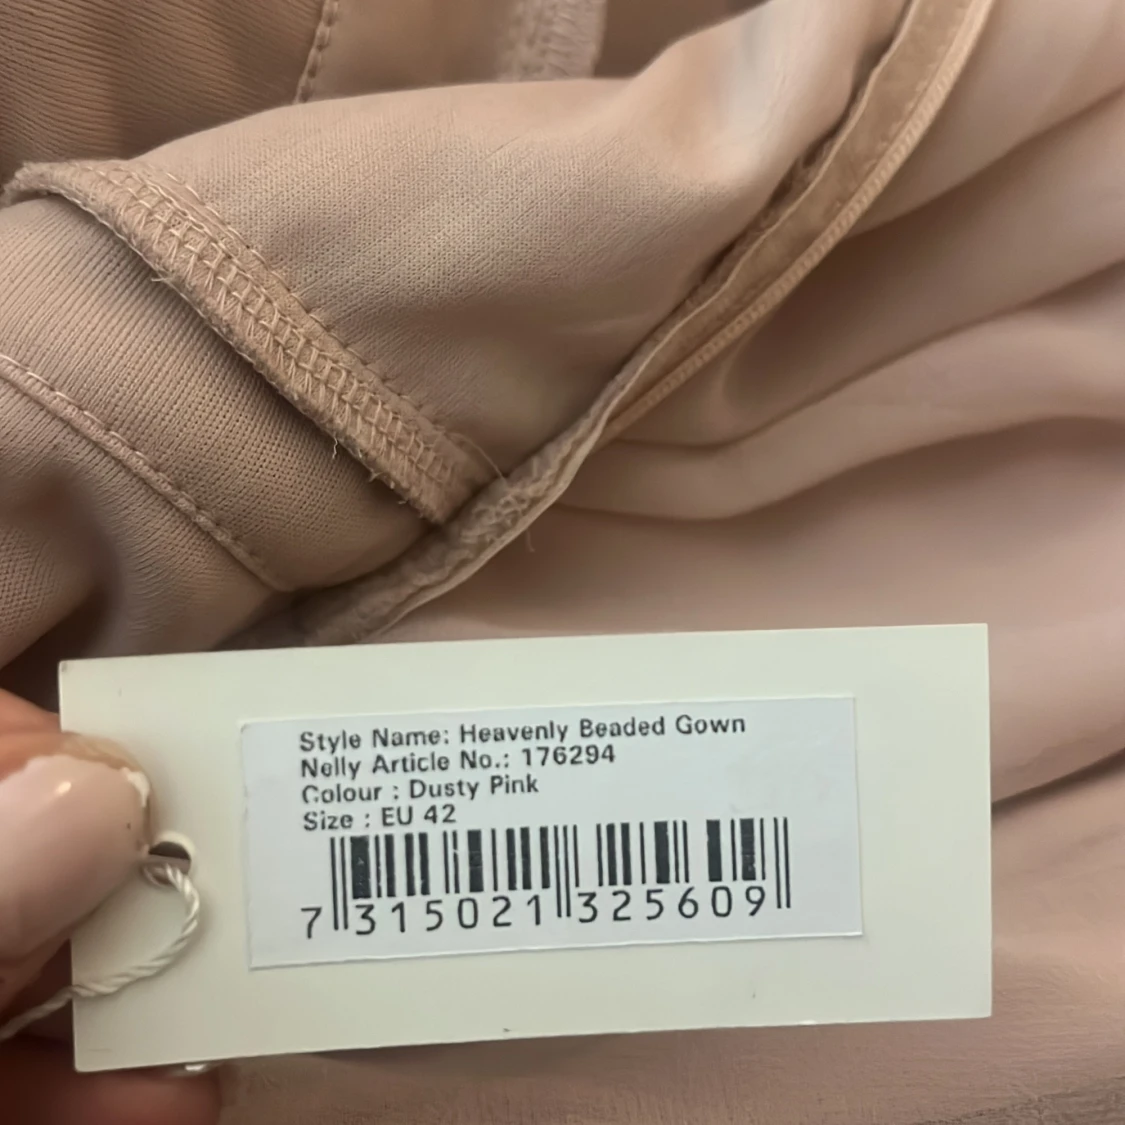 Style Name: Heavenly Beaded Gown
Nelly Article No.: 176294
Colour : Dusty Pink
Size : EU 42
7 315021 325609